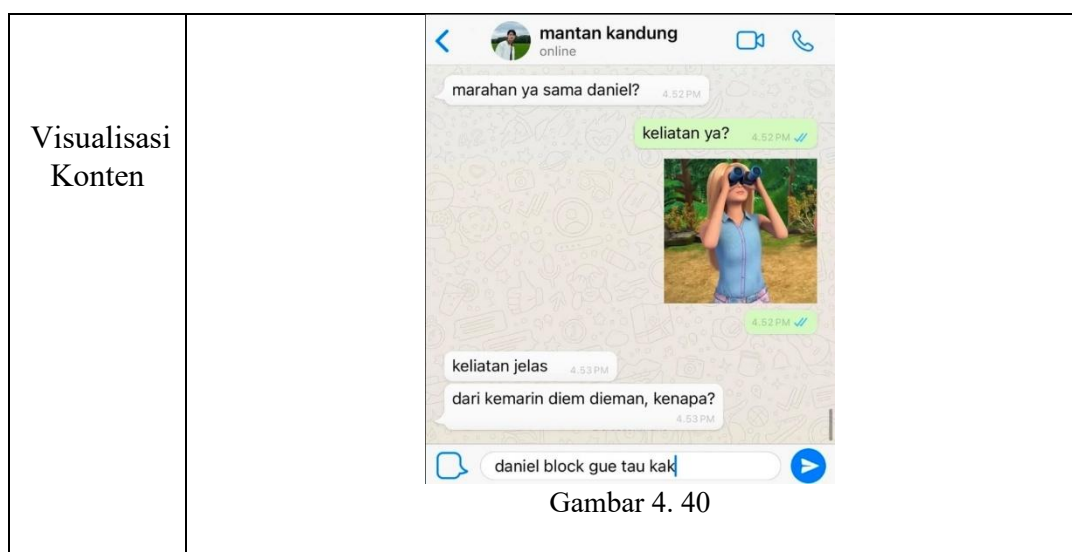 Visualisasi
Konten
mantan kandung
online
marahan ya sama daniel? 4.52 PM
keliatan ya? 4.52 PM
4.52 PM
keliatan jelas 4.53 PM
dari kemarin diem dieman, kenapa?
4.53 PM
daniel block gue tau kak
Gambar 4. 40